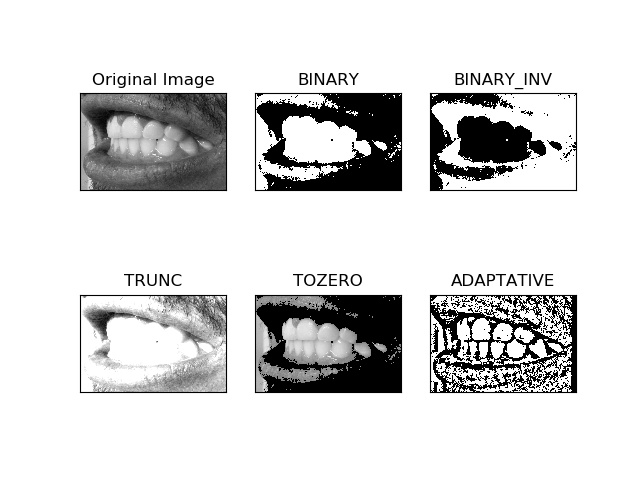 Original Image
BINARY
BINARY_INV
TRUNC
TOZERO
ADAPTATIVE